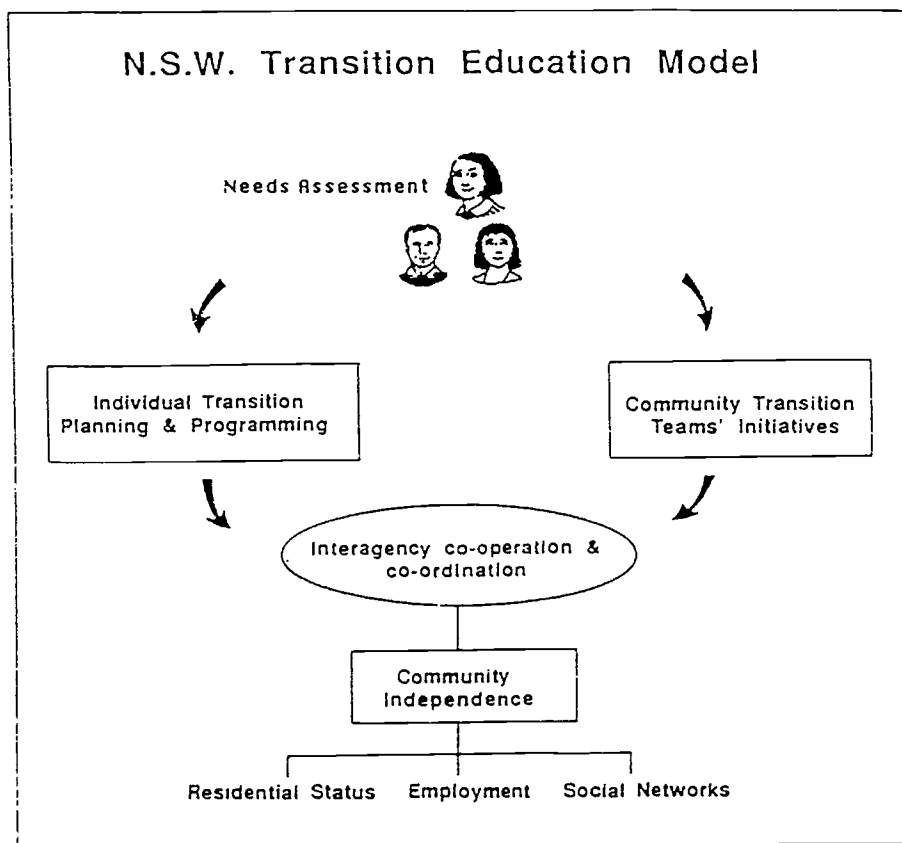 N.S.W. Transition Education Model
Needs Assessment
Individual Transition
Planning & Programming
Community Transition
Teams' Initiatives
Interagency co-operation &
co-ordination
Community
Independence
Residential Status
Employment
Social Networks